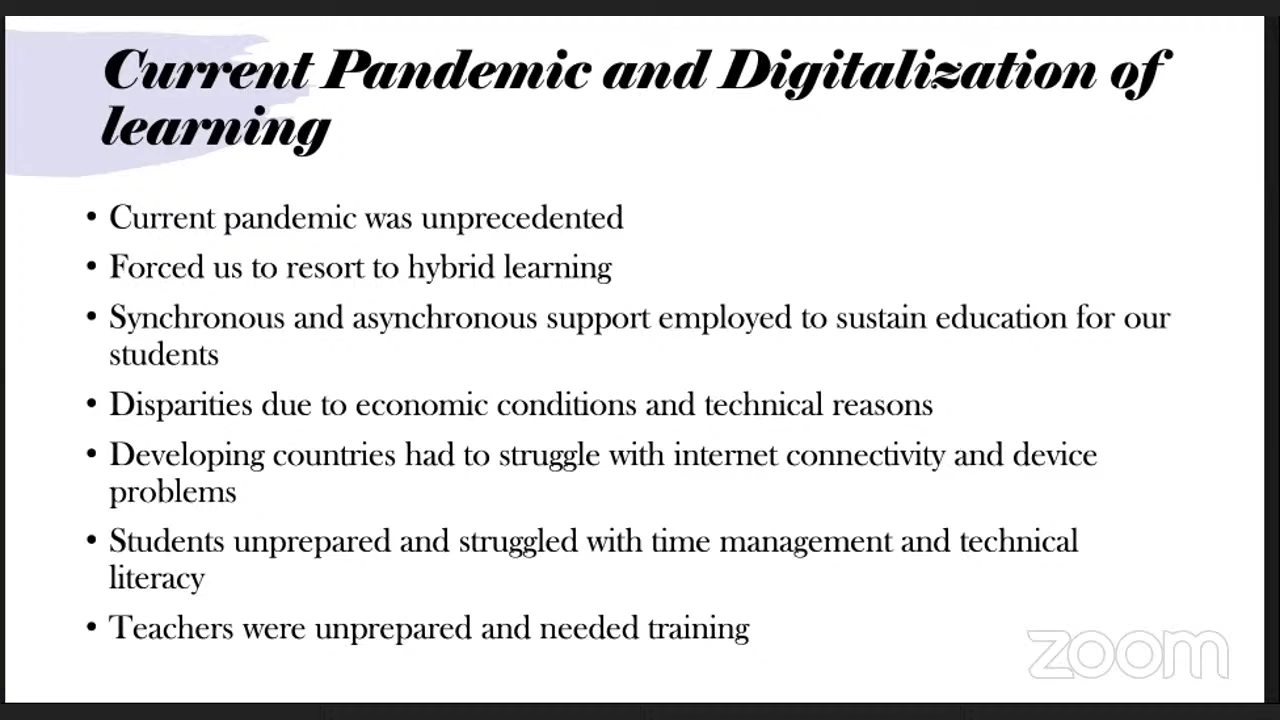 Current Pandemic and Digitalization of
learning
• Current pandemic was unprecedented
• Forced us to resort to hybrid learning
• Synchronous and asynchronous support employed to sustain education for our
students
• Disparities due to economic conditions and technical reasons
• Developing countries had to struggle with internet connectivity and device
problems
• Students unprepared and struggled with time management and technical
literacy
• Teachers were unprepared and needed training
zoom